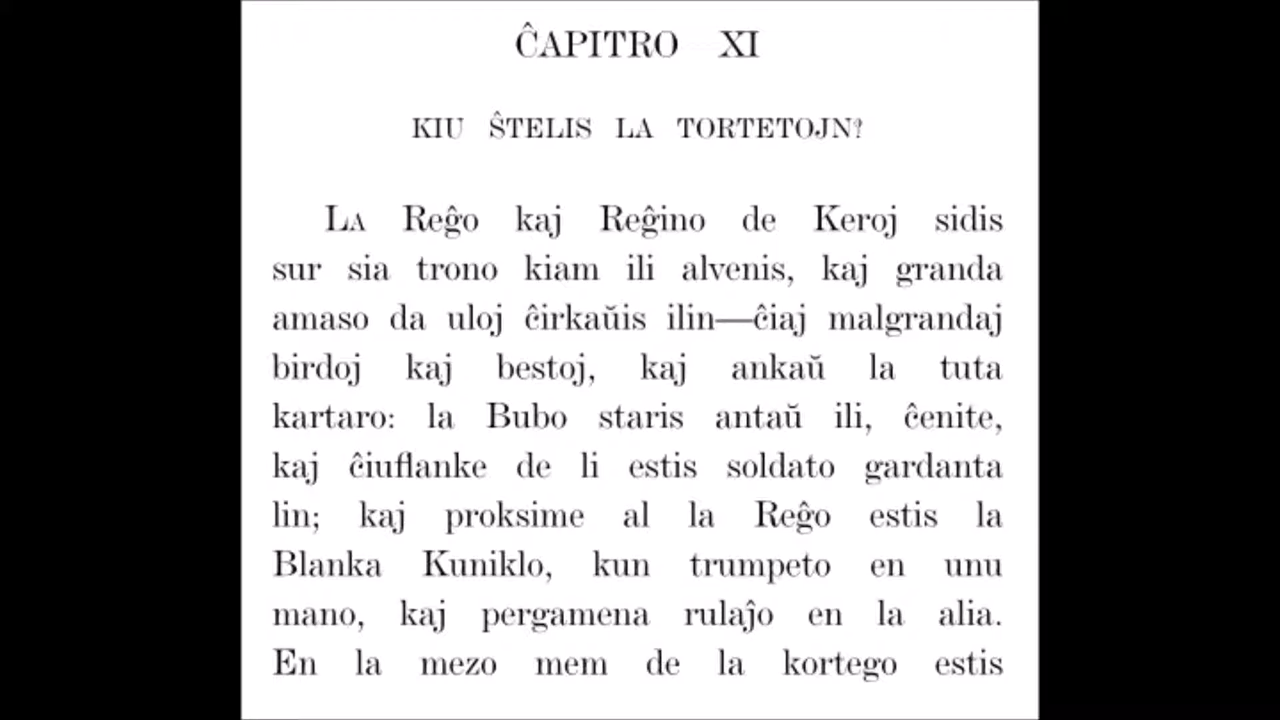 ĈAPITRO XI
KIU ŜTELIS LA TORTETOJN?
LA Reĝo kaj Reĝino de Keroj sidis
sur sia trono kiam ili alvenis, kaj granda
amaso da uloj ĉirkaŭis ilin—ĉiaj malgrandaj
birdoj kaj bestoj, kaj ankaŭ la tuta
kartaro: la Bubo staris antaŭ ili, ĉenite,
kaj ĉiuflanke de li estis soldato gardanta
lin; kaj proksime al la Reĝo estis la
Blanka Kuniklo, kun trumpeto en unu
mano, kaj pergamena rulaĵo en la alia.
En la mezo mem de la kortego estis